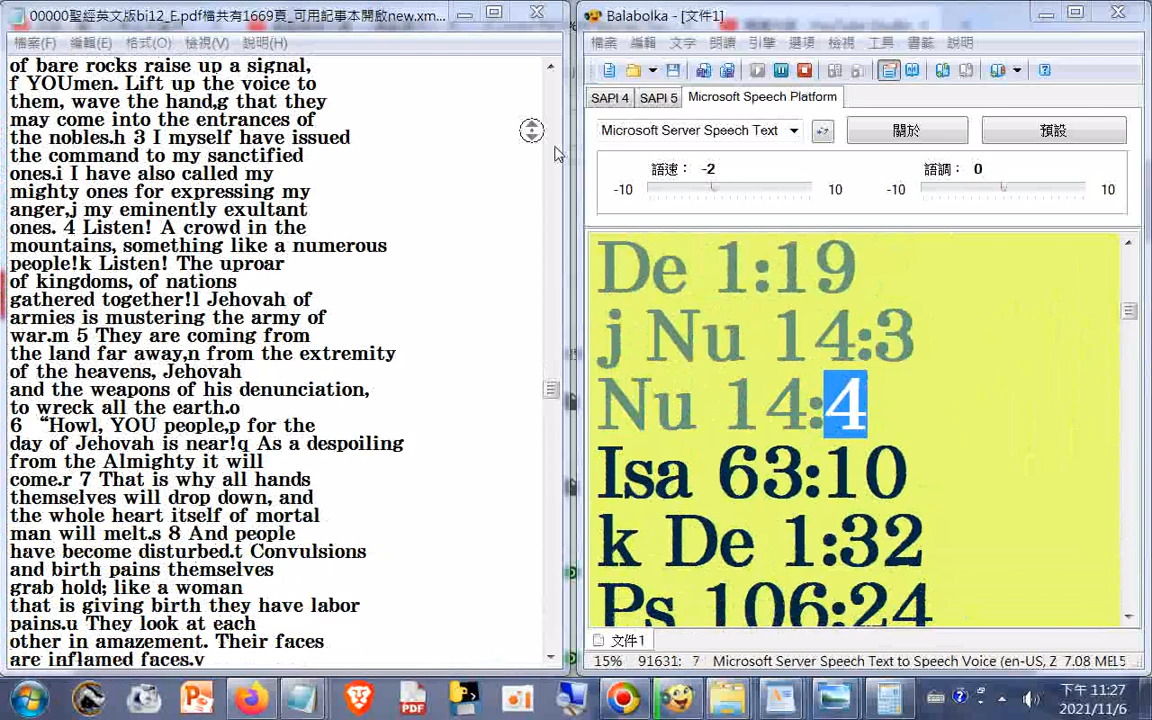 00000聖經英文版bi12_E.pdf檔共有1669頁_可用記事本開啟new.xm...
檔案(F) 編輯(E) 格式(O) 檢視(V) 說明(H)
of bare rocks raise up a signal,
f YOUmen. Lift up the voice to
them, wave the hand,g that they
may come into the entrances of
the nobles.h 3 I myself have issued
the command to my sanctified
ones.i I have also called my
mighty ones for expressing my
anger,j my eminently exultant
ones. 4 Listen! A crowd in the
mountains, something like a numerous
people!k Listen! The uproar
of kingdoms, of nations
gathered together!l Jehovah of
armies is mustering the army of
war.m 5 They are coming from
the land far away,n from the extremity
of the heavens, Jehovah
and the weapons of his denunciation,
to wreck all the earth.o
6 “Howl, YOU people,p for the
day of Jehovah is near!q As a despoiling
from the Almighty it will
come.r 7 That is why all hands
themselves will drop down, and
the whole heart itself of mortal
man will melt.s 8 And people
have become disturbed.t Convulsions
and birth pains themselves
grab hold; like a woman
that is giving birth they have labor
pains.u They look at each
other in amazement. Their faces
are inflamed faces.v
Balabolka - [文件1]
檔案 編輯 文字 朗讀 引擎 選項 檢視 工具 書籤 說明
SAPI 4 SAPI 5 Microsoft Speech Platform
Microsoft Server Speech Text 關於 預設
語速: -2 語調: 0
-10 10 -10 10
De 1:19
j Nu 14:3
Nu 14:4
Isa 63:10
k De 1:32
Ps 106:24
文件1
15% 91631: 7 Microsoft Server Speech Text to Speech Voice (en-US, Z 7.08
PDF
下午 11:27
2021/11/6